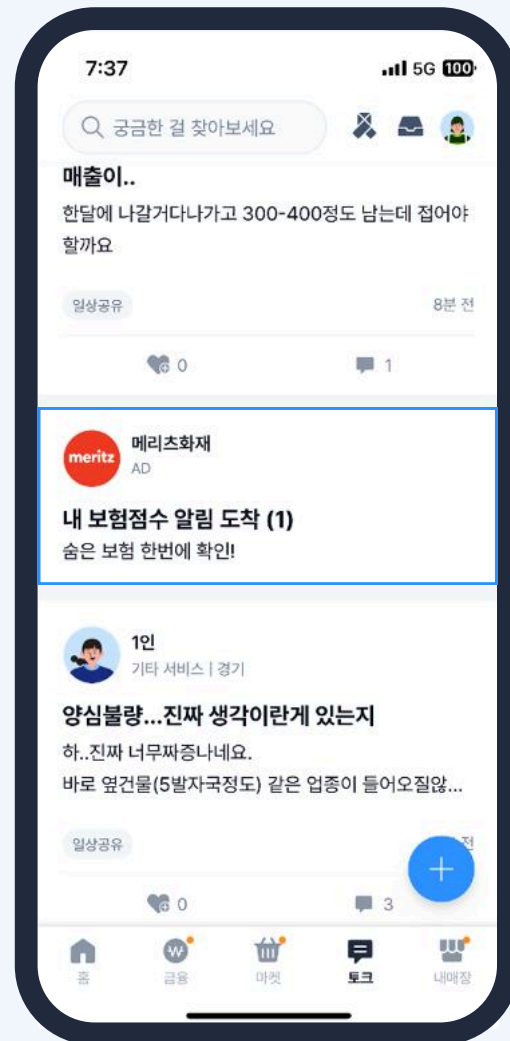 7:37
5G 100
궁금한 걸 찾아보세요
매출이..
한달에 나갈거다나가고 300-400정도 남는데 접어야
할까요
일상공유
8분 전
0
1
meritz
메리츠화재
AD
내 보험점수 알림 도착 (1)
숨은 보험 한번에 확인!
1인
기타 서비스 | 경기
양심불량...진짜 생각이란게 있는지
하..진짜 너무짜증나네요.
바로 옆건물(5발자국정도) 같은 업종이 들어오질않...
일상공유
전
0
3
홈
금융
마켓
토크
내매장